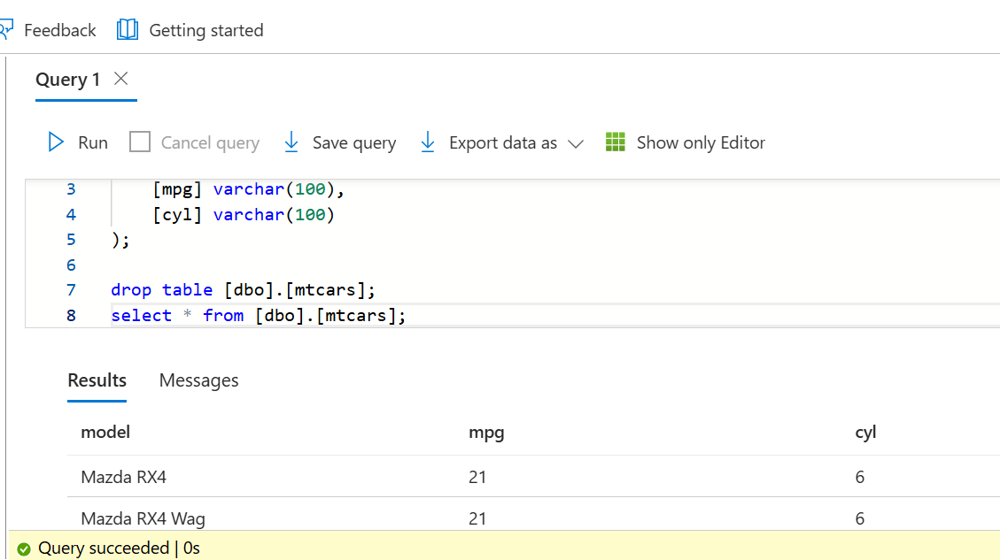 Feedback Getting started
Query 1
Run Cancel query Save query Export data as Show only Editor
3 [mpg] varchar(100),
4 [cyl] varchar(100)
5 );
6
7 drop table [dbo].[mtcars];
8 select * from [dbo].[mtcars];
Results Messages
model mpg cyl
Mazda RX4 21 6
Mazda RX4 Wag 21 6
Query succeeded | 0s